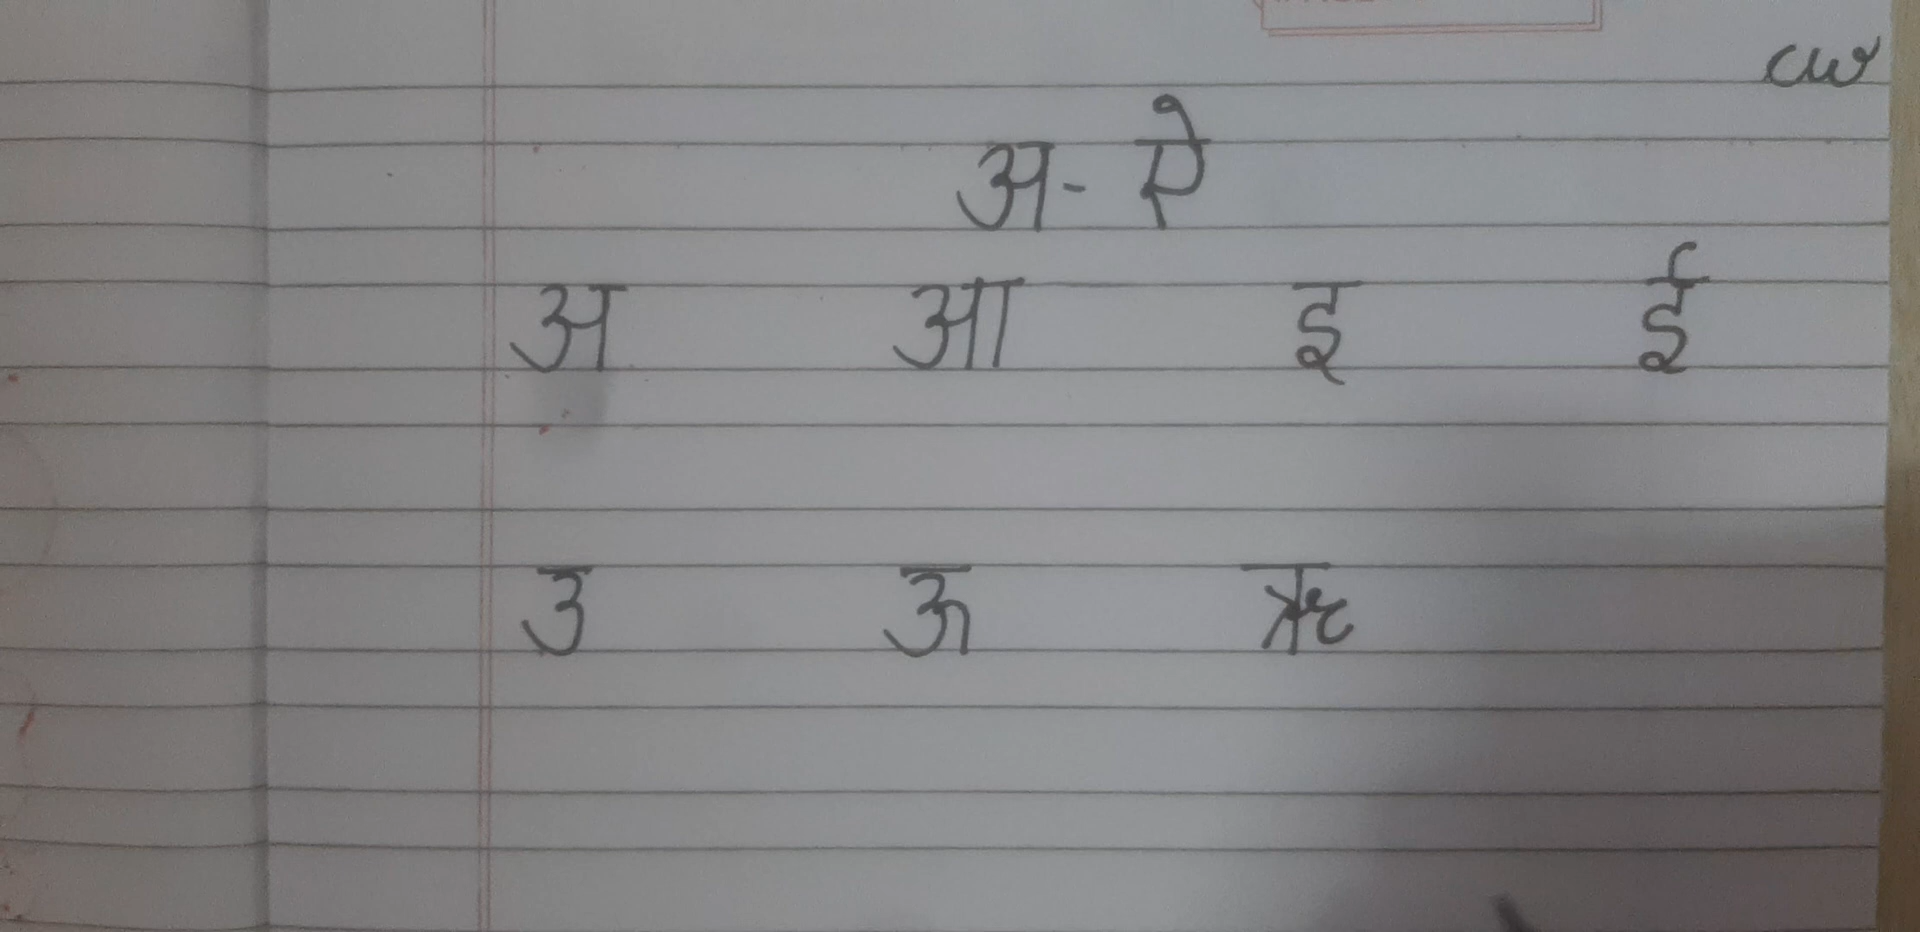 cw
अ - ऐ
अ आ इ ई
उ ऊ ऋ